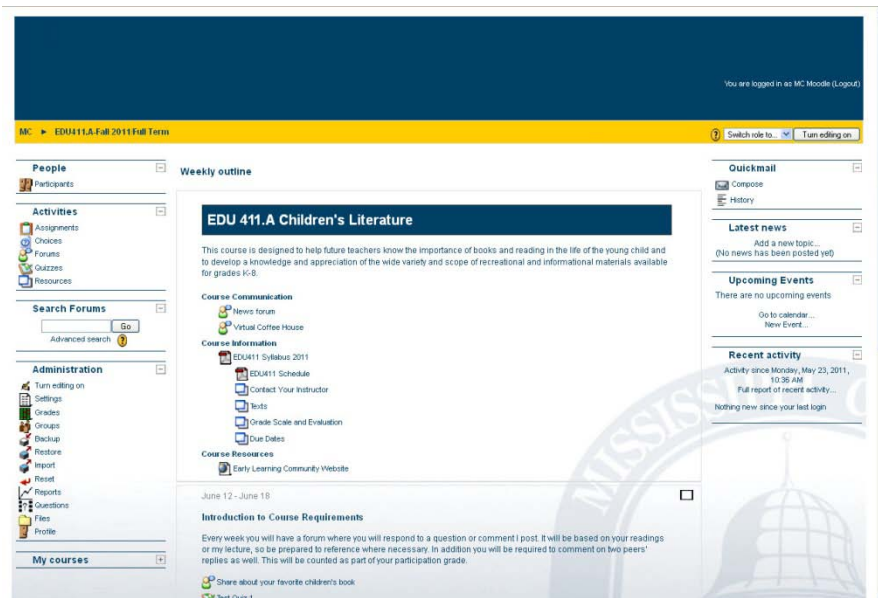 You are logged in as MC Moodle (Logout)
MC ► EDU411.A-Fall 2011-Full Term
Switch role to...
Turn editing on
People
Participants
Activities
Assignments
Choices
Forums
Quizzes
Resources
Search Forums
Go
Advanced search
Administration
Turn editing on
Settings
Grades
Groups
Backup
Restore
Import
Reset
Reports
Questions
Files
Profile
My courses
Weekly outline
EDU 411.A Children's Literature
This course is designed to help future teachers know the importance of books and reading in the life of the young child and
to develop a knowledge and appreciation of the wide variety and scope of recreational and informational materials available
for grades K-8.
Course Communication
News forum
Virtual Coffee House
Course Information
EDU411 Syllabus 2011
EDU411 Schedule
Contact Your Instructor
Texts
Grade Scale and Evaluation
Due Dates
Course Resources
Early Learning Community Website
June 12 - June 18
Introduction to Course Requirements
Every week you will have a forum where you will respond to a question or comment I post. It will be based on your readings
or my lecture, so be prepared to reference where necessary. In addition you will be required to comment on two peers'
replies as well. This will be counted as part of your participation grade.
Share about your favorite children's book
Test Quiz 1
Quickmail
Compose
History
Latest news
Add a new topic...
(No news has been posted yet)
Upcoming Events
There are no upcoming events
Go to calendar...
New Event...
Recent activity
Activity since Monday, May 23, 2011,
10:36 AM
Full report of recent activity...
Nothing new since your last login